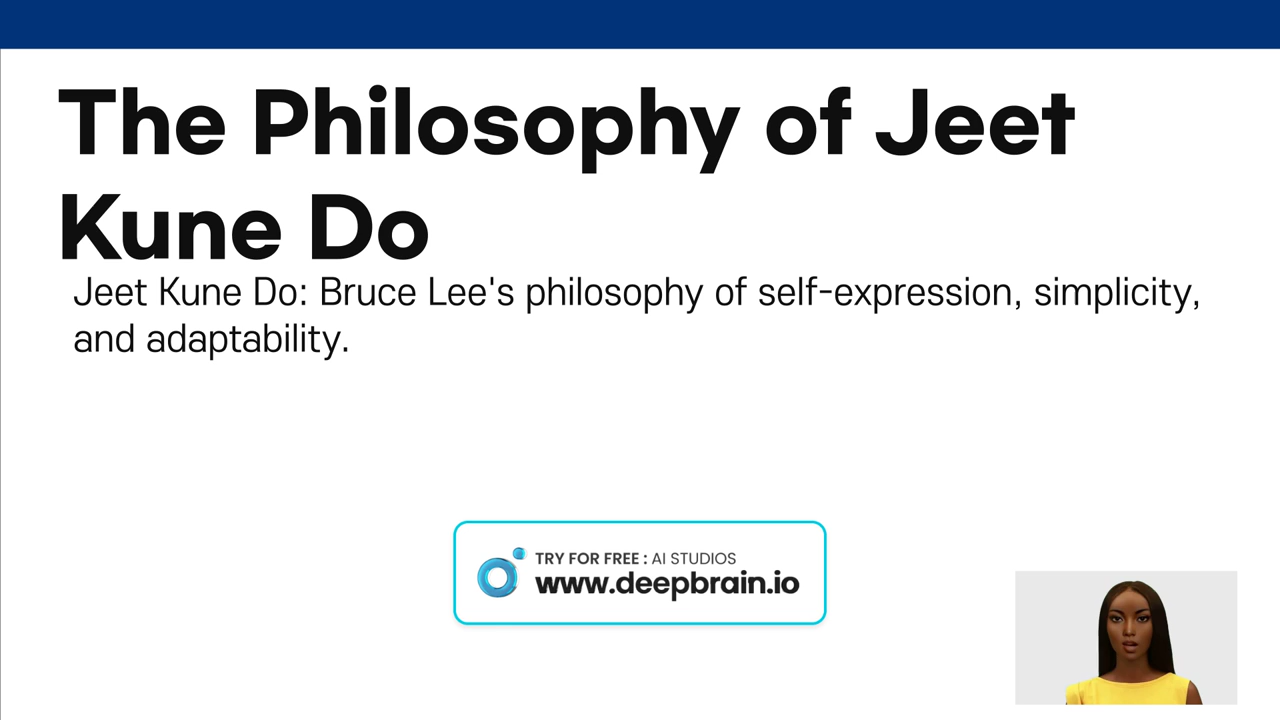 The Philosophy of Jeet
Kune Do
Jeet Kune Do: Bruce Lee's philosophy of self-expression, simplicity,
and adaptability.
TRY FOR FREE : AI STUDIOS
www.deepbrain.io